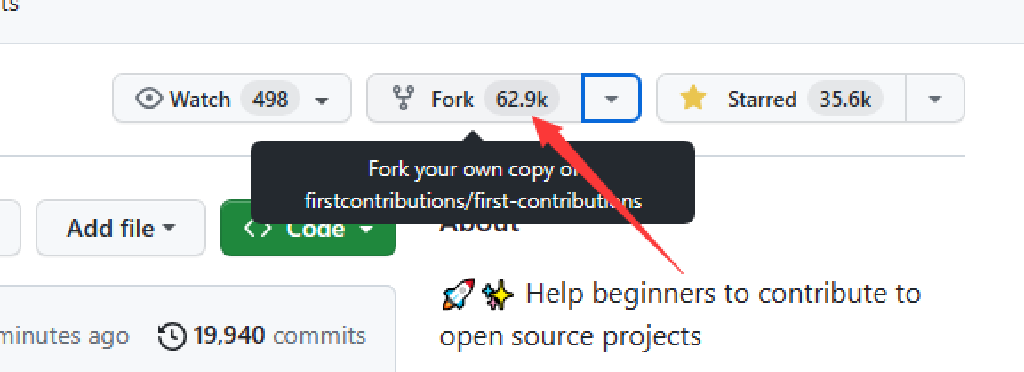 Watch 498
Fork 62.9k
Starred 35.6k
Fork your own copy of
firstcontributions/first-contributions
Add file
Code
About
Help beginners to contribute to
open source projects
minutes ago
19,940 commits